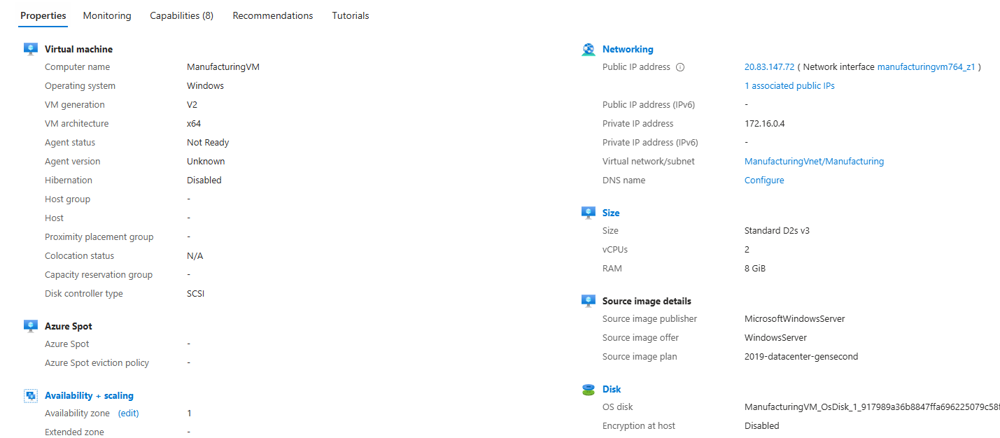 Properties Monitoring Capabilities (8) Recommendations Tutorials
Virtual machine
Computer name ManufacturingVM
Operating system Windows
VM generation V2
VM architecture x64
Agent status Not Ready
Agent version Unknown
Hibernation Disabled
Host group -
Host -
Proximity placement group -
Colocation status N/A
Capacity reservation group -
Disk controller type SCSI
Azure Spot
Azure Spot -
Azure Spot eviction policy -
Availability + scaling
Availability zone (edit) 1
Extended zone -
Networking
Public IP address 20.83.147.72 ( Network interface manufacturingvm764_z1 )
1 associated public IPs
Public IP address (IPv6) -
Private IP address 172.16.0.4
Private IP address (IPv6) -
Virtual network/subnet ManufacturingVnet/Manufacturing
DNS name Configure
Size
Size Standard D2s v3
vCPUs 2
RAM 8 GiB
Source image details
Source image publisher MicrosoftWindowsServer
Source image offer WindowsServer
Source image plan 2019-datacenter-gensecond
Disk
OS disk ManufacturingVM_OsDisk_1_917989a36b8847ffa696225079c58f
Encryption at host Disabled